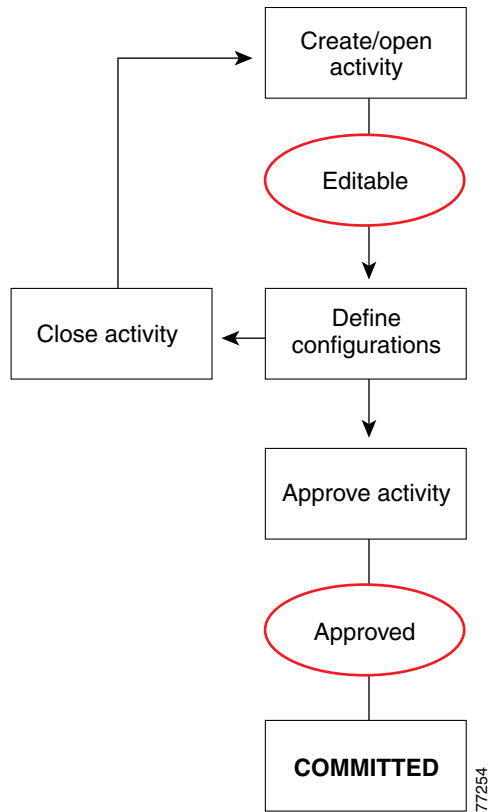 Create/open
activity
Editable
Close activity
Define
configurations
Approve activity
Approved
COMMITTED
77254